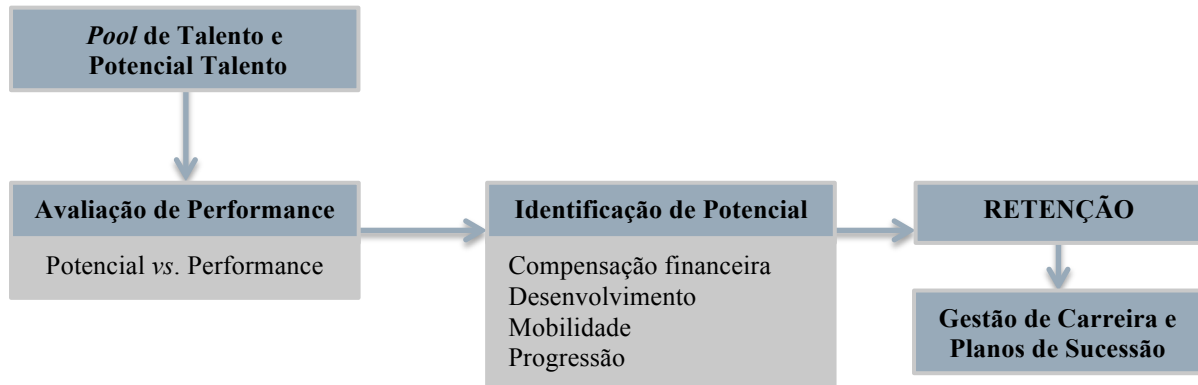 Pool de Talento e
Potencial Talento
Avaliação de Performance
Potencial vs. Performance
Identificação de Potencial
Compensação financeira
Desenvolvimento
Mobilidade
Progressão
RETENÇÃO
Gestão de Carreira e
Planos de Sucessão